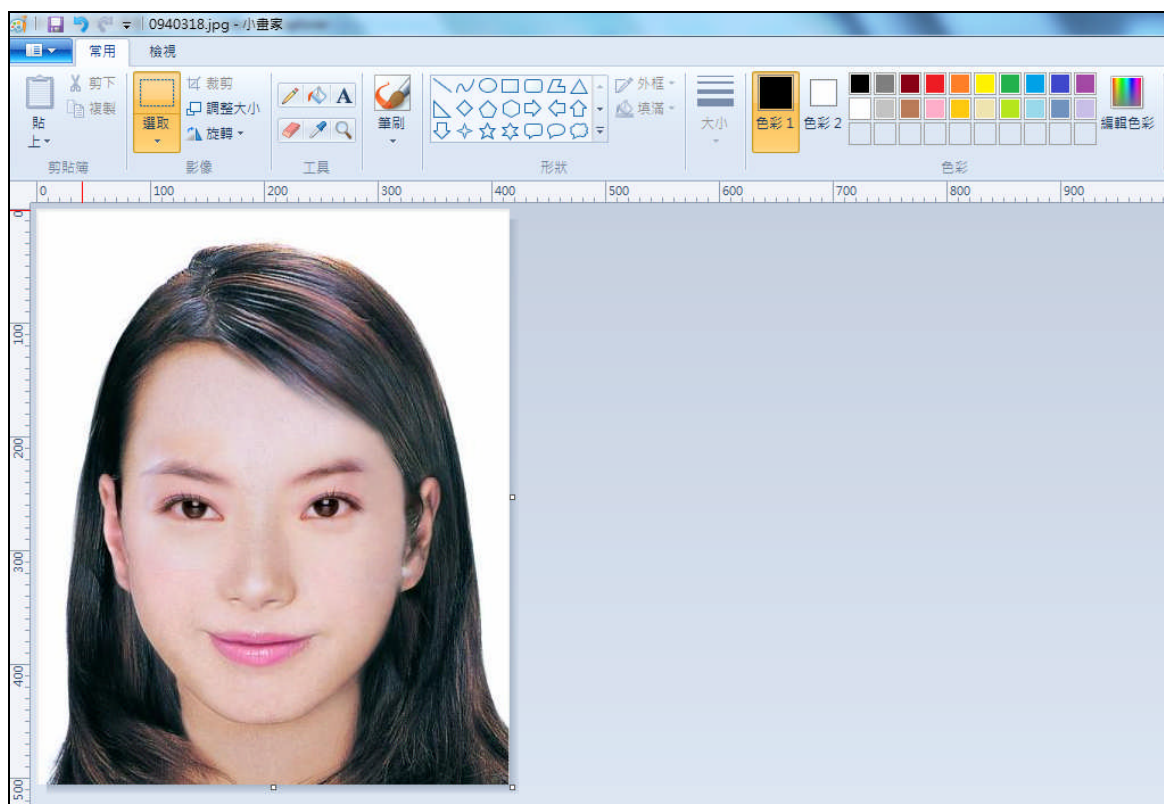 0940318.jpg - 小畫家
常用 檢視
剪下 裁剪 外框
複製 調整大小 A 填滿
貼上 選取 旋轉 筆刷 大小 色彩 1 色彩 2 編輯色彩
剪貼簿 影像 工具 形狀 色彩
0 100 200 300 400 500 600 700 800 900
0
100
200
300
400
500